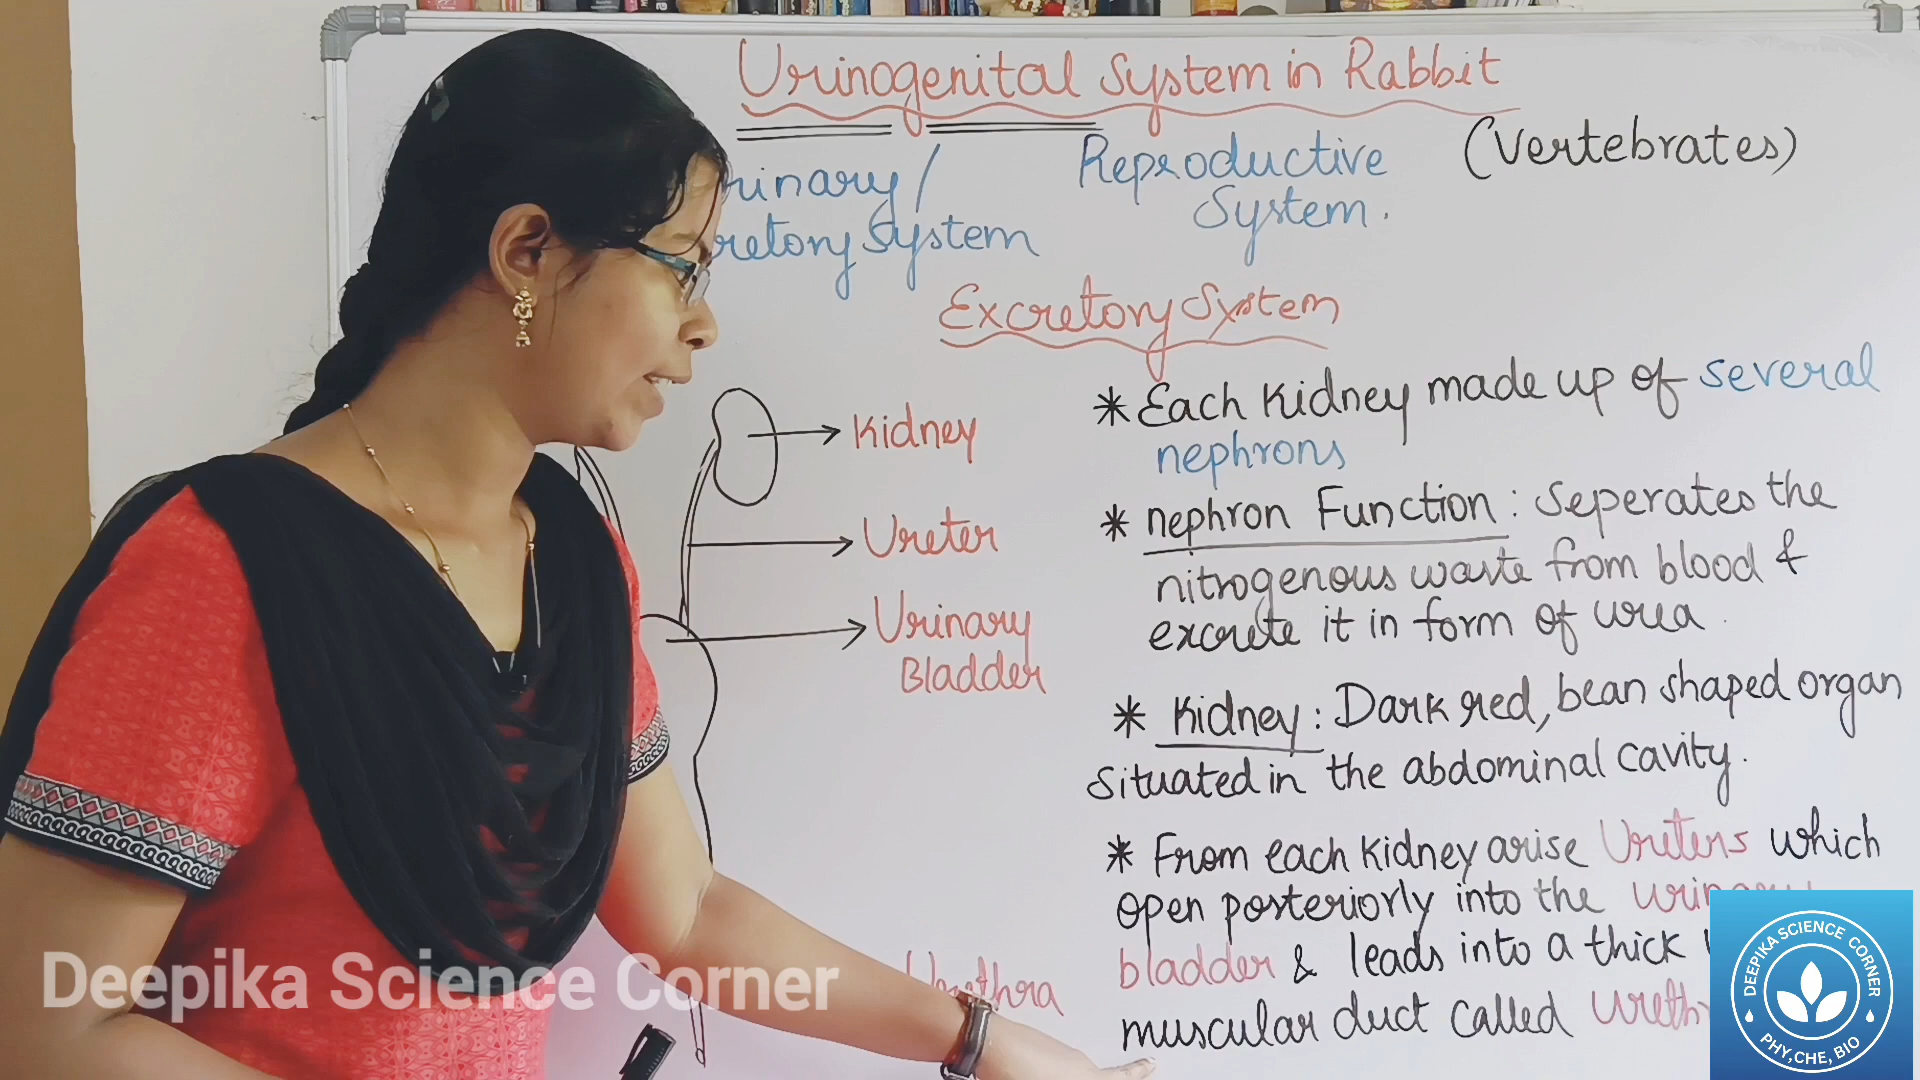 Urinogenital System in Rabbit
(Vertebrates)
rinary/
Reproductive
System.
retory System
Excretory System
* Each Kidney made up of several
nephrons
Kidney
* nephron Function: Seperates the
nitrogenous waste from blood &
excrete it in form of urea.
Ureter
Urinary
Bladder
* Kidney: Dark red, bean shaped organ
situated in the abdominal cavity.
* From each kidney arise Ureters which
open posteriorly into the urinary
bladder & leads into a thick
muscular duct called Urethr
Urethra
Deepika Science Corner
DEEPIKA SCIENCE CORNER
PHY,CHE, BIO